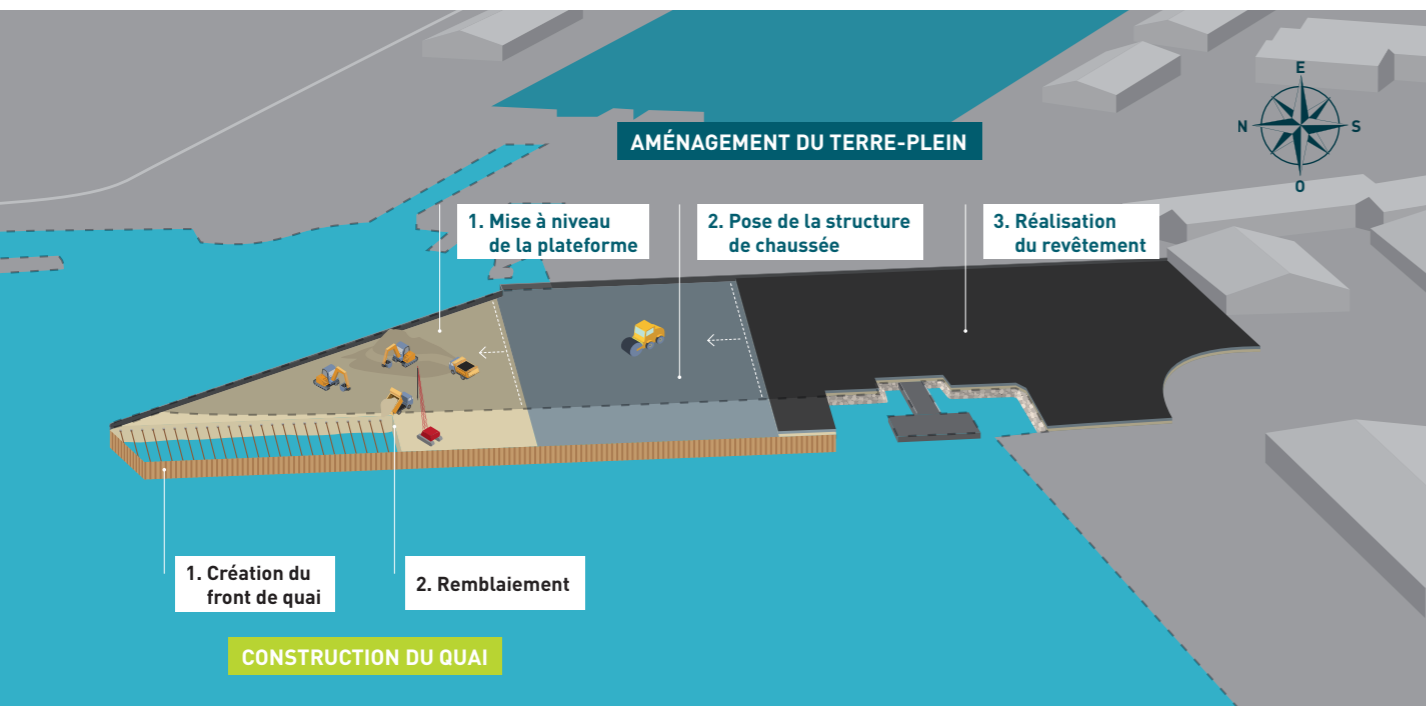 E
N
S
O
AMÉNAGEMENT DU TERRE-PLEIN
1. Mise à niveau
de la plateforme
2. Pose de la structure
de chaussée
3. Réalisation
du revêtement
1. Création du
front de quai
2. Remblaiement
CONSTRUCTION DU QUAI